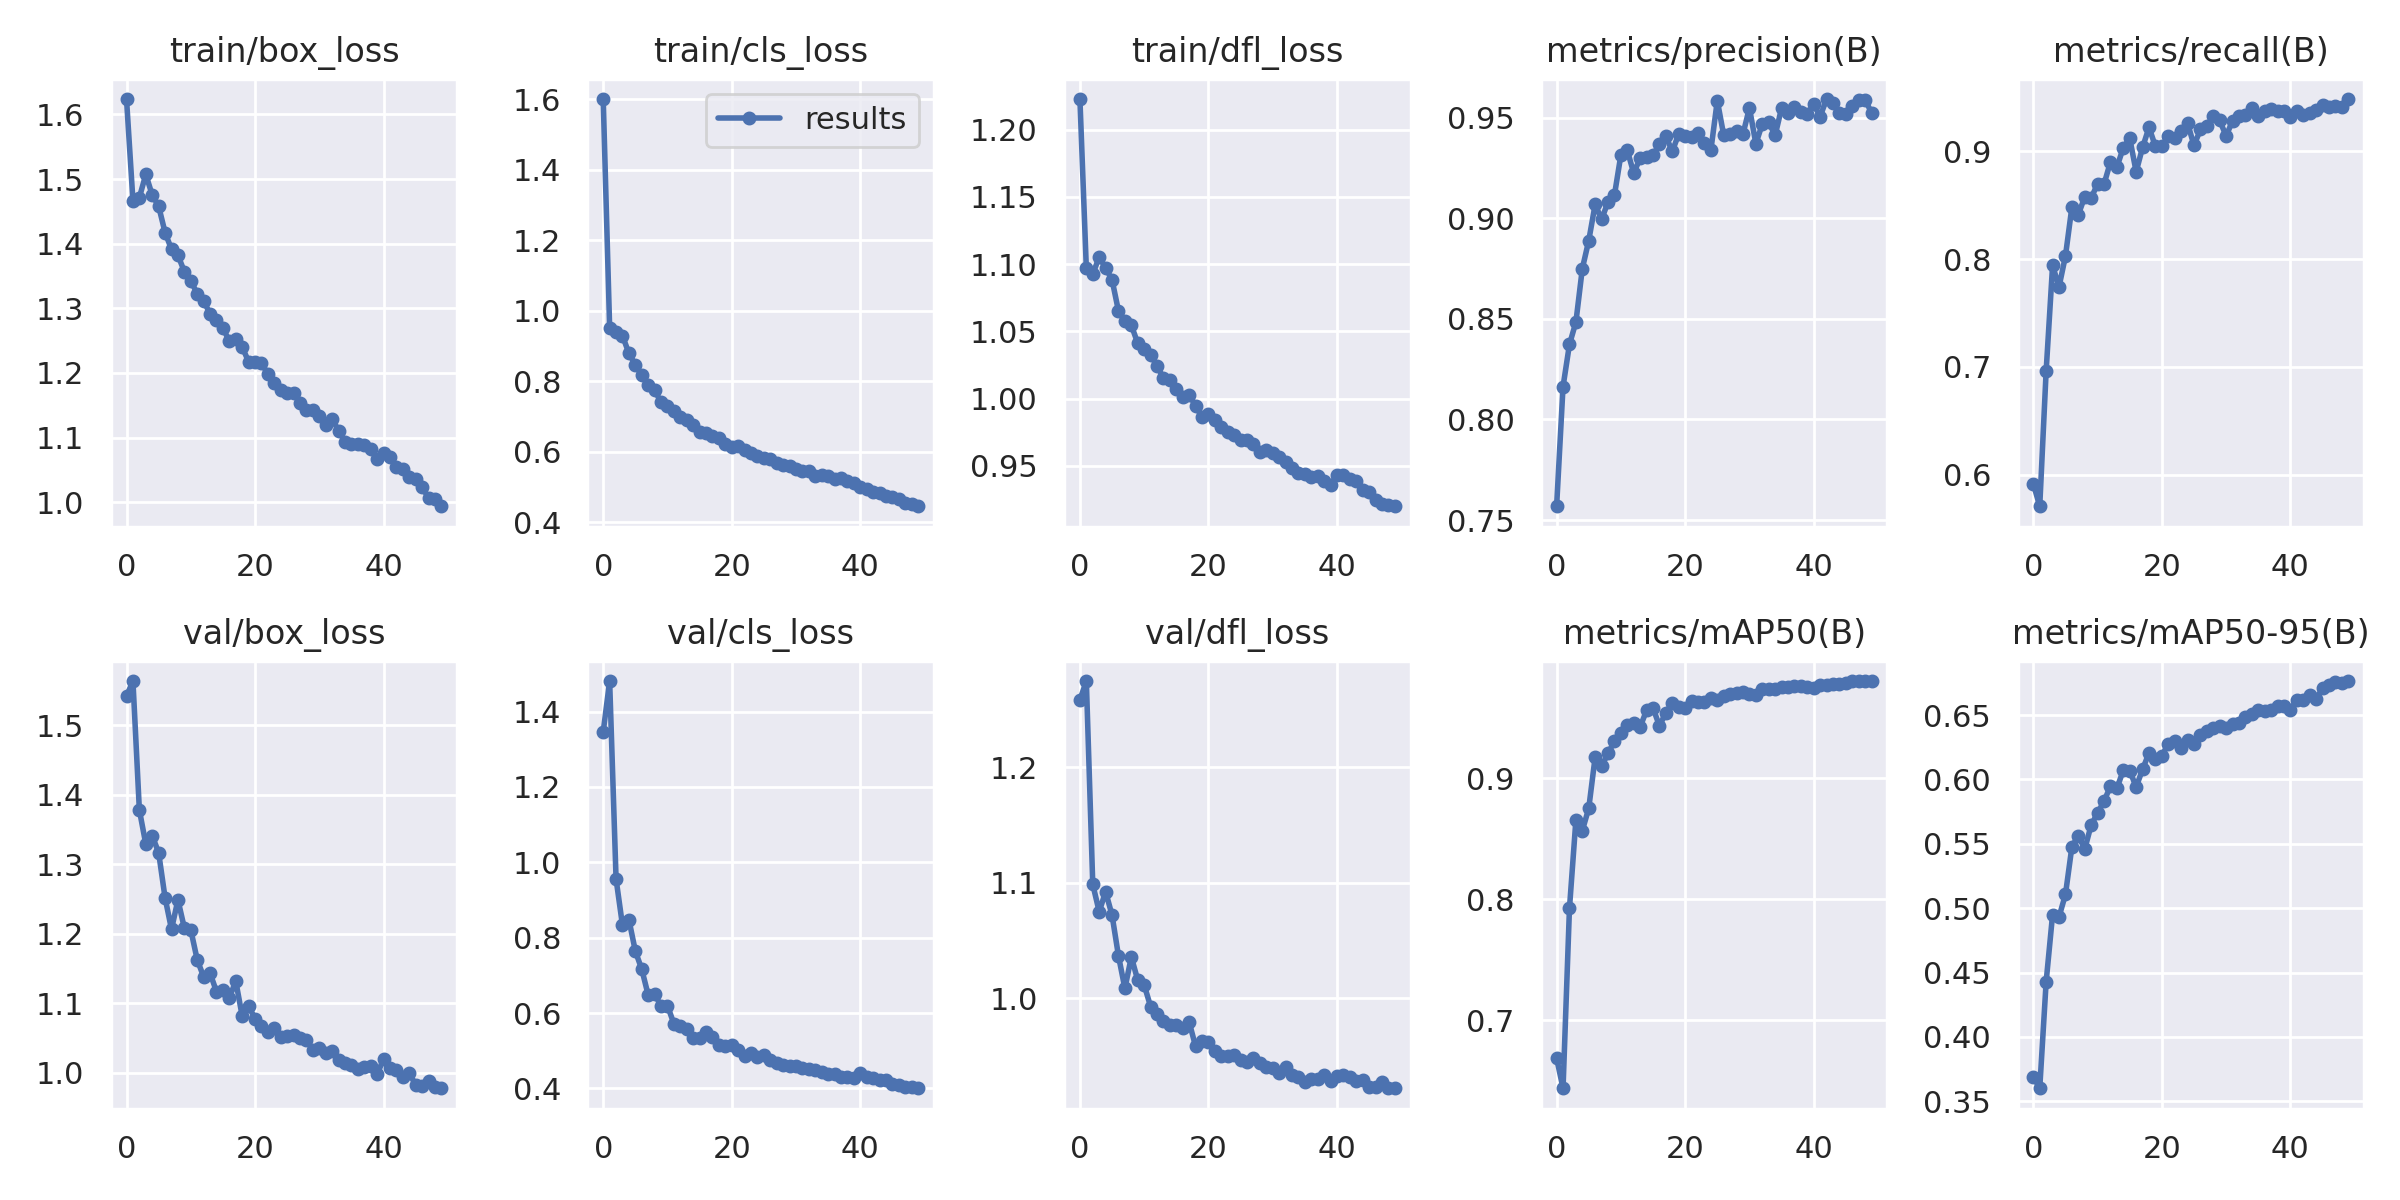 train/box_loss
train/cls_loss
train/dfl_loss
metrics/precision(B)
metrics/recall(B)
1.6
1.5
1.4
1.3
1.2
1.1
1.0
0 20 40
results
1.6
1.4
1.2
1.0
0.8
0.6
0.4
0 20 40
1.20
1.15
1.10
1.05
1.00
0.95
0 20 40
0.95
0.90
0.85
0.80
0.75
0 20 40
0.9
0.8
0.7
0.6
0 20 40
val/box_loss
val/cls_loss
val/dfl_loss
metrics/mAP50(B)
metrics/mAP50-95(B)
1.5
1.4
1.3
1.2
1.1
1.0
0 20 40
1.4
1.2
1.0
0.8
0.6
0.4
0 20 40
1.2
1.1
1.0
0 20 40
0.9
0.8
0.7
0 20 40
0.65
0.60
0.55
0.50
0.45
0.40
0.35
0 20 40